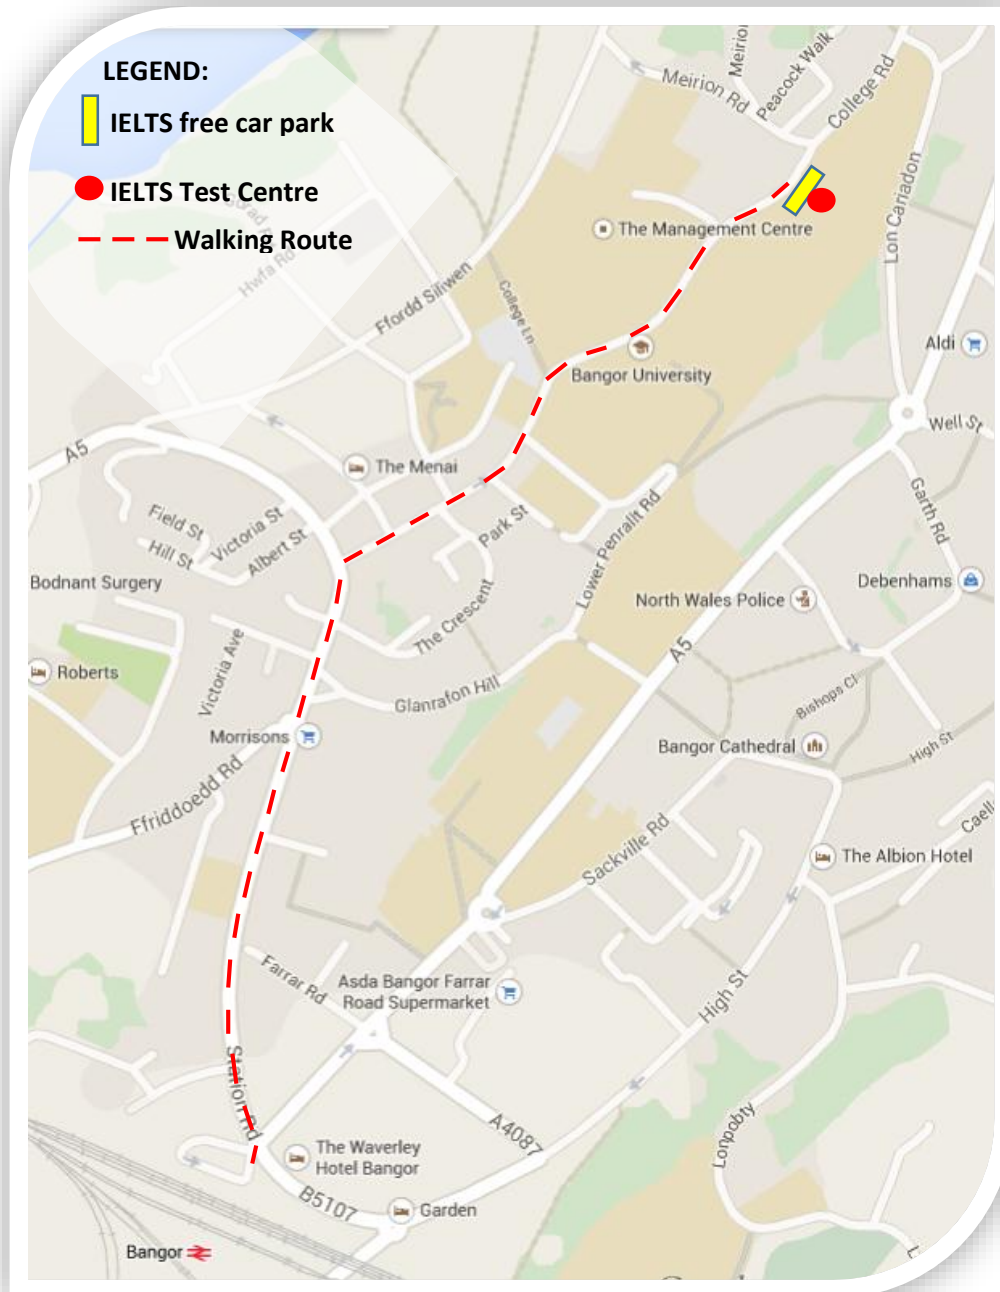 LEGEND:
IELTS free car park
IELTS Test Centre
Walking Route
Meirion
Peacock Walk
Meirion Rd
College Rd
Lon Cariadon
The Management Centre
Hwfa Rd
Ffordd Siliwen
College Ln
Aldi
Bangor University
Well St
A5
The Menai
Garth Rd
Field St
Victoria St
Hill St
Albert St
Park St
Lower Penrallt Rd
Bodnant Surgery
North Wales Police
Debenhams
The Crescent
A5
Roberts
Victoria Ave
Glanrafon Hill
Bishops Cl
Morrisons
Bangor Cathedral
High St
Ffriddoedd Rd
Sackville Rd
Caell
The Albion Hotel
Farrar Rd
Asda Bangor Farrar
Road Supermarket
High St
Station Rd
A4087
Lonpobty
The Waverley
Hotel Bangor
B5107
Garden
Bangor